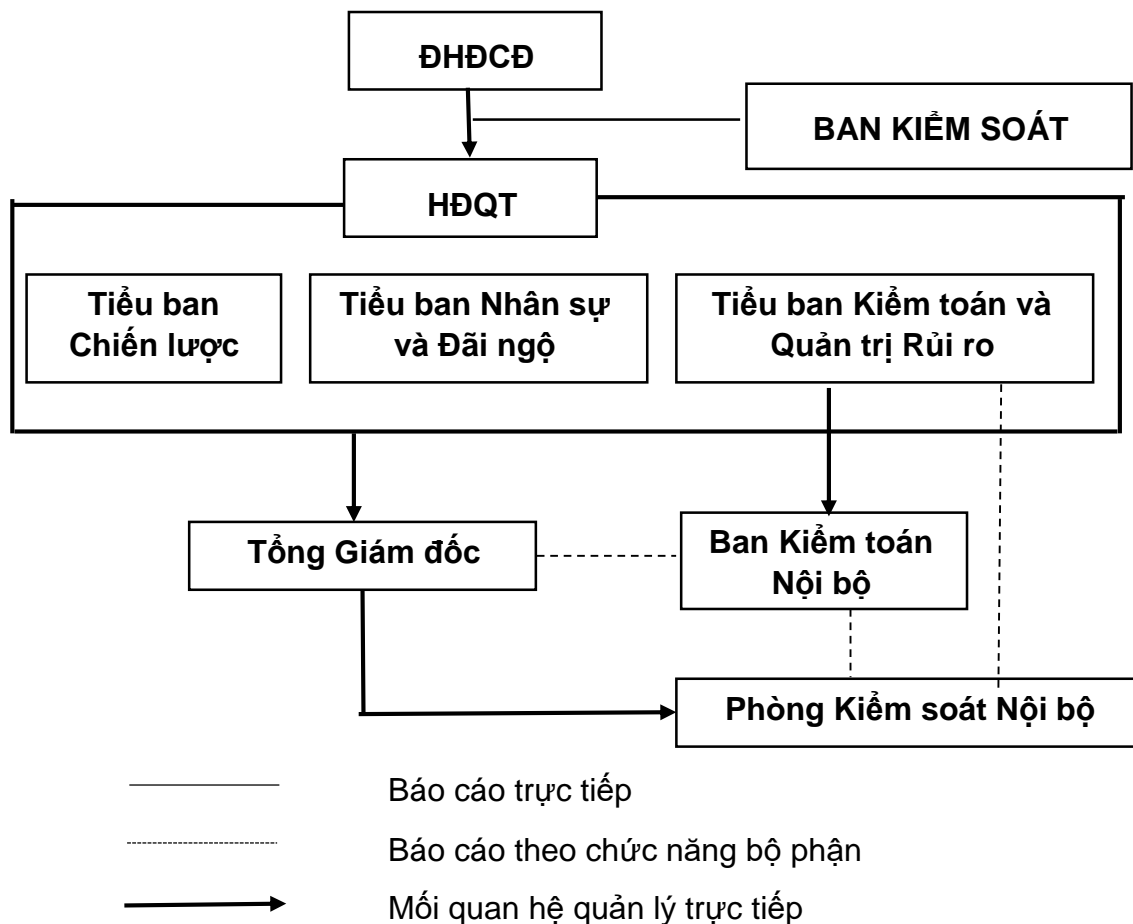 ĐHĐCĐ
BAN KIỂM SOÁT
HĐQT
Tiểu ban
Chiến lược
Tiểu ban Nhân sự
và Đãi ngộ
Tiểu ban Kiểm toán và
Quản trị Rủi ro
Tổng Giám đốc
Ban Kiểm toán
Nội bộ
Phòng Kiểm soát Nội bộ
Báo cáo trực tiếp
Báo cáo theo chức năng bộ phận
Mối quan hệ quản lý trực tiếp